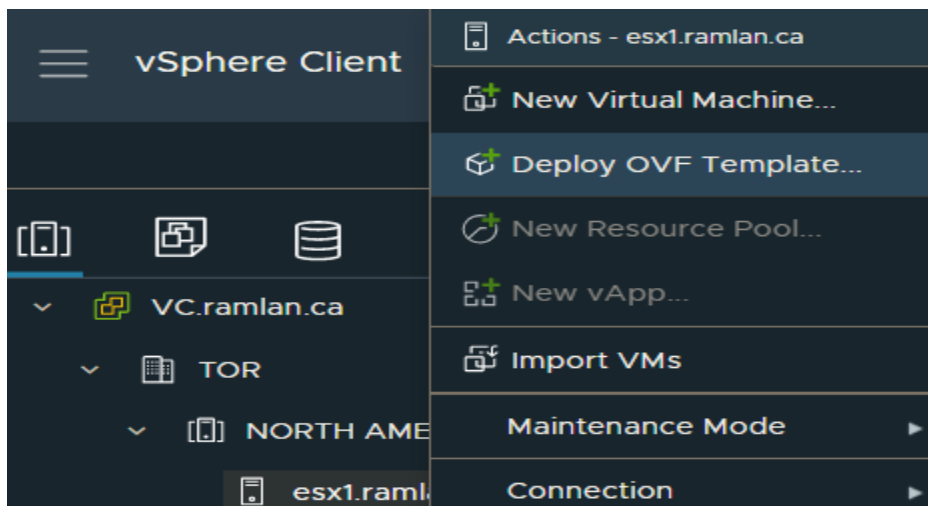 vSphere Client
VC.ramlan.ca
TOR
NORTH AME
esx1.raml
Actions - esx1.ramlan.ca
New Virtual Machine...
Deploy OVF Template...
New Resource Pool...
New vApp...
Import VMs
Maintenance Mode
Connection